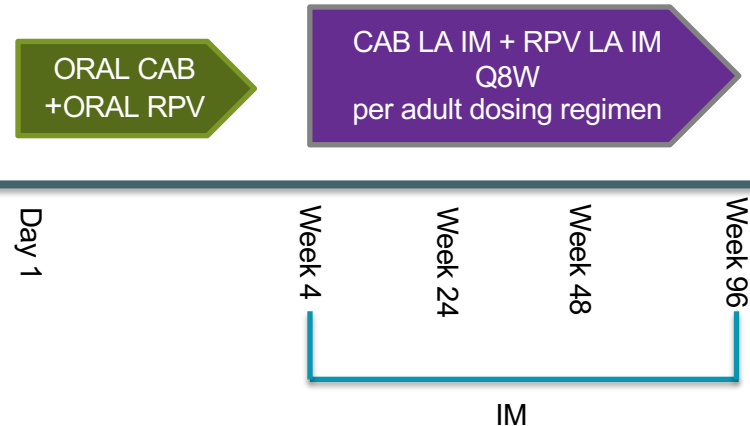 ORAL CAB
+ORAL RPV
CAB LA IM + RPV LA IM
Q8W
per adult dosing regimen
Day 1
Week 4
Week 24
Week 48
Week 96
IM